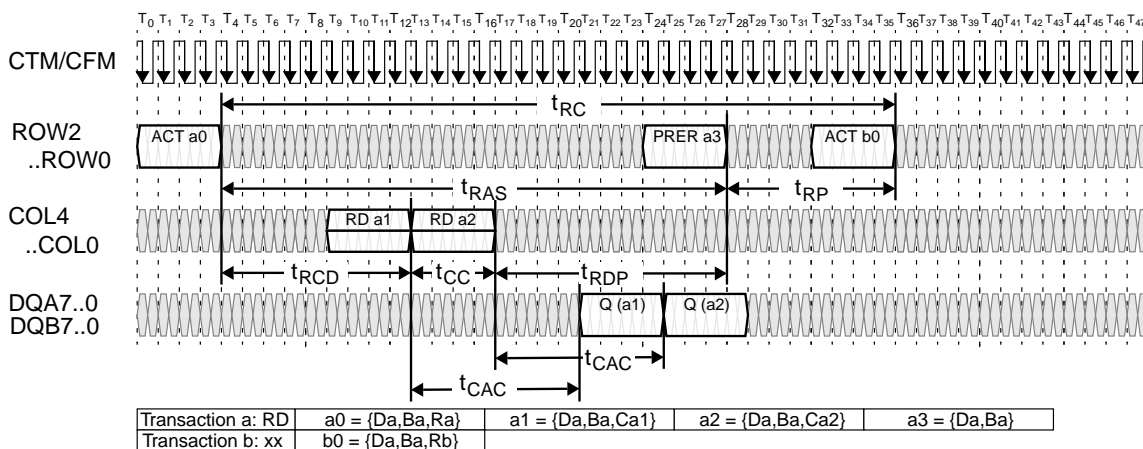 T0 T1 T2 T3 T4 T5 T6 T7 T8 T9 T10 T11 T12 T13 T14 T15 T16 T17 T18 T19 T20 T21 T22 T23 T24 T25 T26 T27 T28 T29 T30 T31 T32 T33 T34 T35 T36 T37 T38 T39 T40 T41 T42 T43 T44 T45 T46 T47
CTM/CFM
tRC
ROW2 ACT a0 PRER a3 ACT b0
..ROW0
tRAS tRP
COL4 RD a1 RD a2
..COL0
tRCD tCC tRDP
DQA7..0 Q (a1) Q (a2)
DQB7..0
tCAC
tCAC
Transaction a: RD a0 = {Da,Ba,Ra} a1 = {Da,Ba,Ca1} a2 = {Da,Ba,Ca2} a3 = {Da,Ba}
Transaction b: xx b0 = {Da,Ba,Rb}